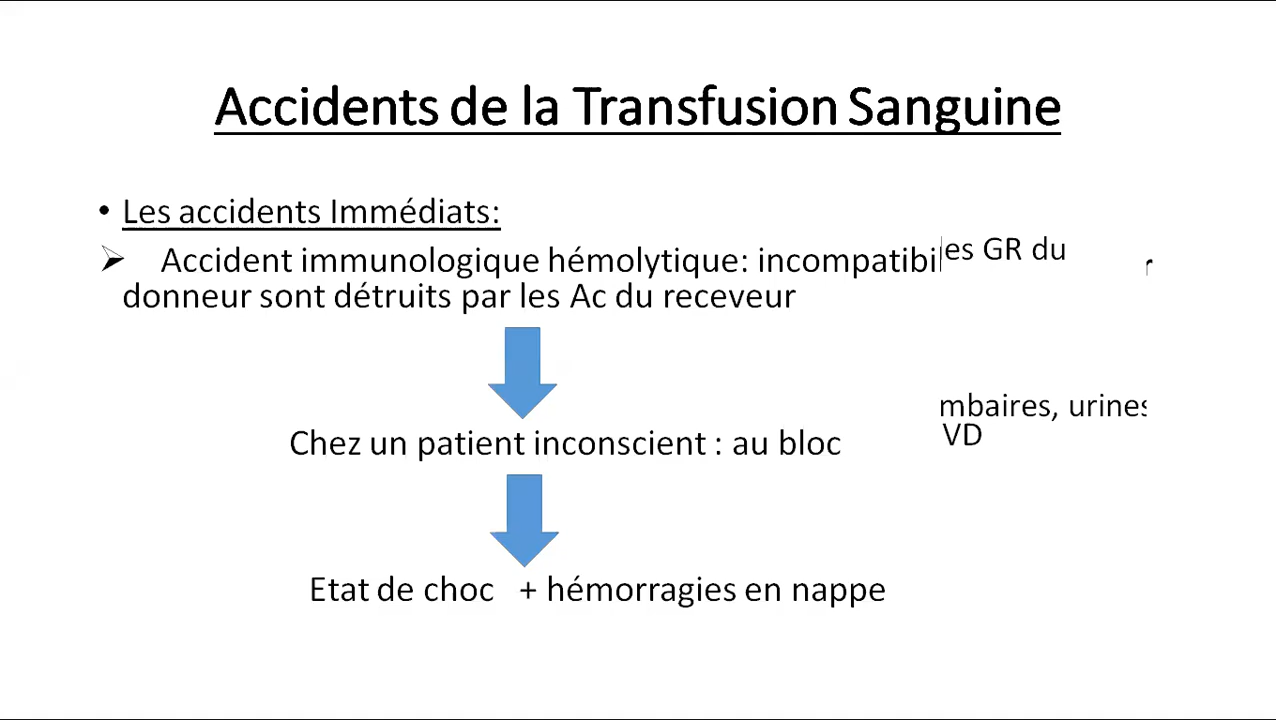 Accidents de la Transfusion Sanguine
• Les accidents Immédiats:
➢ Accident immunologique hémolytique: es GR du
donneur sont détruits par les Ac du receveur
mbaires, urines
VD
Chez un patient inconscient : au bloc
Etat de choc + hémorragies en nappe